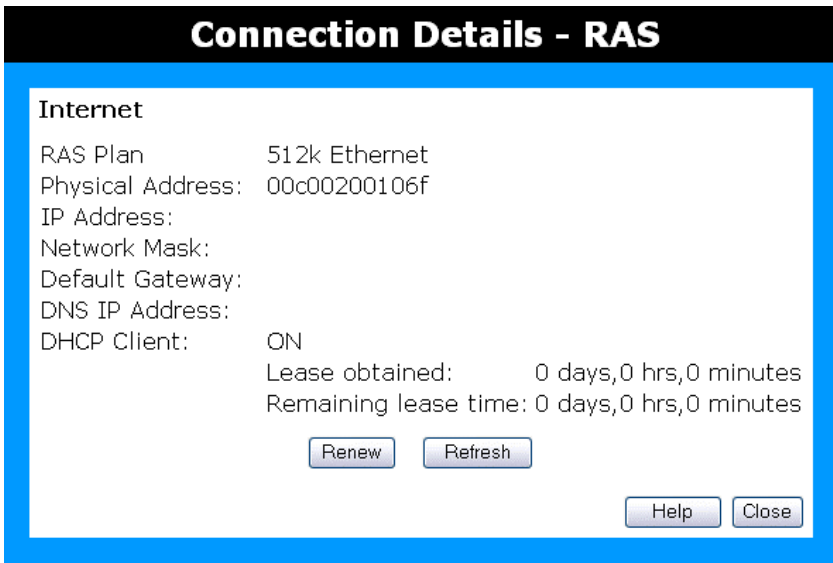 Connection Details - RAS
Internet
RAS Plan 512k Ethernet
Physical Address: 00c00200106f
IP Address:
Network Mask:
Default Gateway:
DNS IP Address:
DHCP Client: ON
Lease obtained: 0 days,0 hrs,0 minutes
Remaining lease time: 0 days,0 hrs,0 minutes
Renew Refresh
Help Close